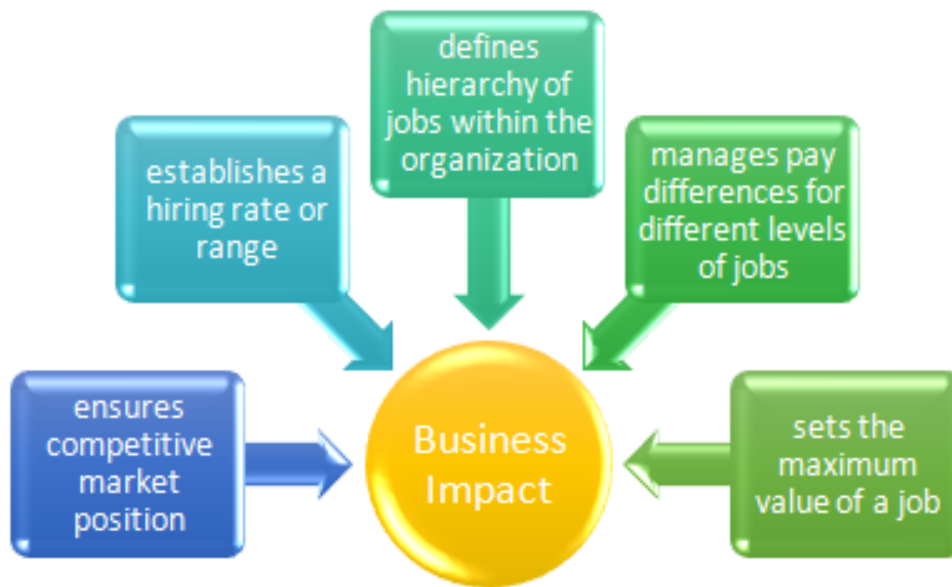 defines
hierarchy of
jobs within the
organization
establishes a
hiring rate or
range
manages pay
differences for
different levels
of jobs
ensures
competitive
market
position
Business
Impact
sets the
maximum
value of a job